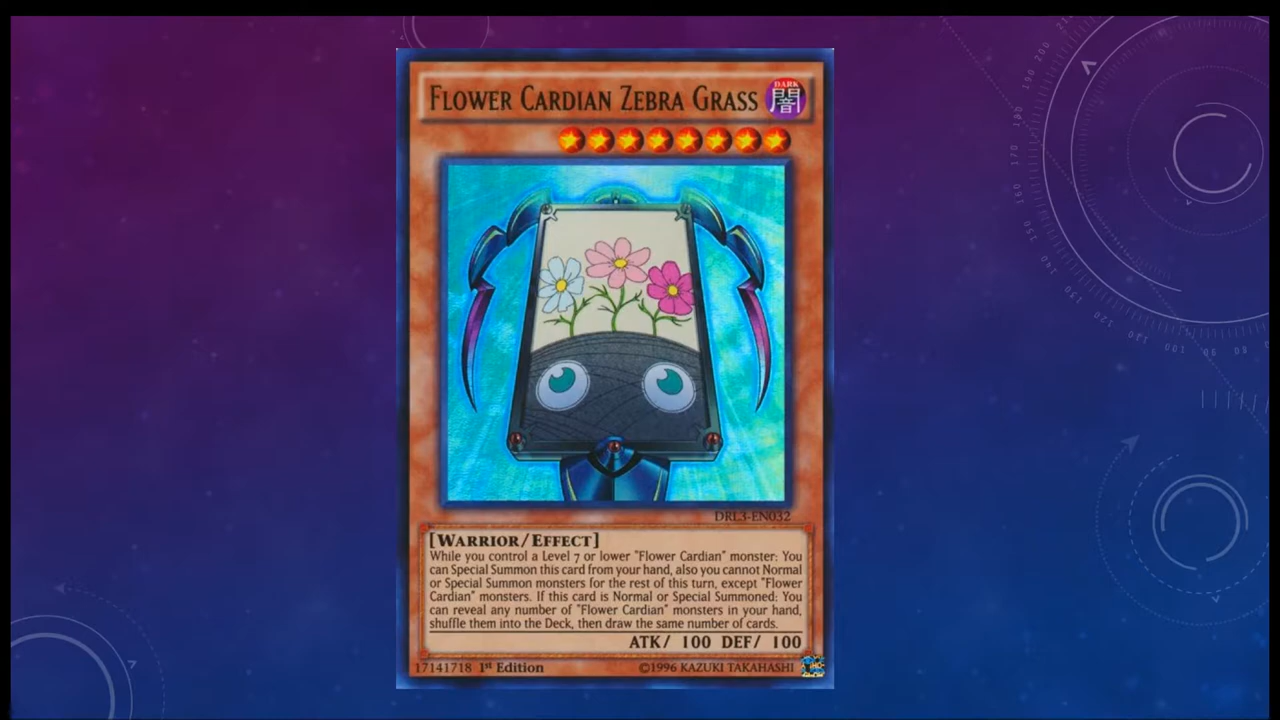 FLOWER CARDIAN ZEBRA GRASS
DARK
闇
DRL3-EN032
[WARRIOR/EFFECT]
While you control a Level 7 or lower "Flower Cardian" monster: You
can Special Summon this card from your hand, also you cannot Normal
or Special Summon monsters for the rest of this turn, except "Flower
Cardian" monsters. If this card is Normal or Special Summoned: You
can reveal any number of "Flower Cardian" monsters in your hand,
shuffle them into the Deck, then draw the same number of cards.
ATK/ 100 DEF/ 100
17141718 1st Edition ©1996 KAZUKI TAKAHASHI